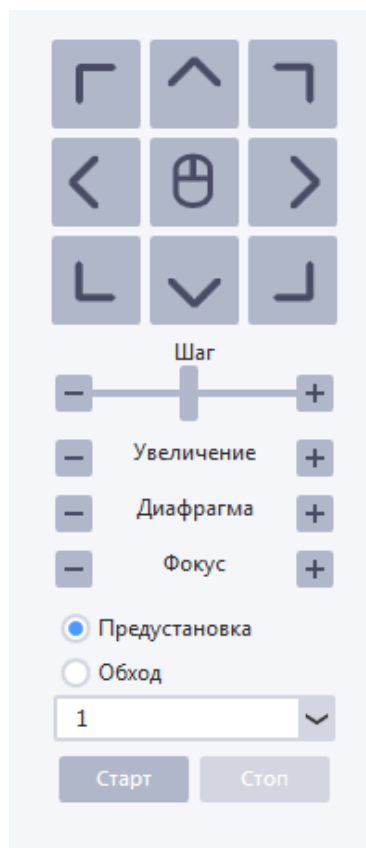 Шаг
Увеличение
Диафрагма
Фокус
Предустановка
Обход
1
Старт
Стоп